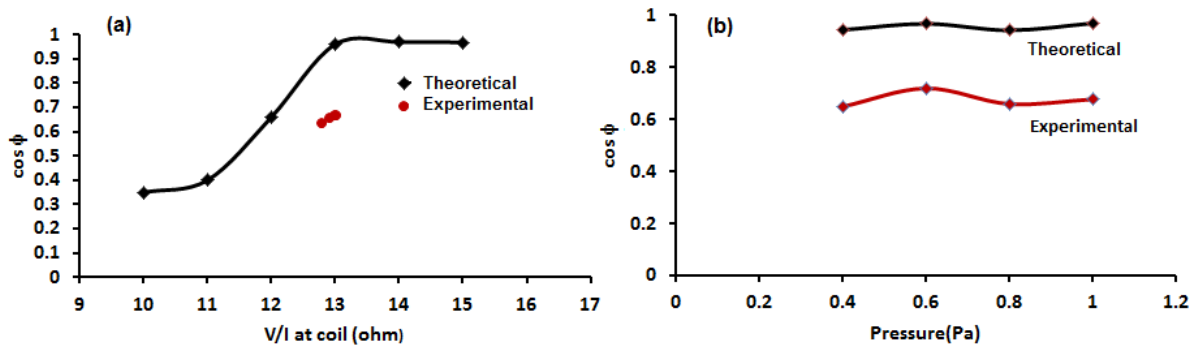 (a)
cos ϕ
1
0.9
0.8
0.7
0.6
0.5
0.4
0.3
0.2
0.1
0
Theoretical
Experimental
9 10 11 12 13 14 15 16 17
V/I at coil (ohm)
(b)
cos ϕ
1
0.8
0.6
0.4
0.2
0
Theoretical
Experimental
0 0.2 0.4 0.6 0.8 1 1.2
Pressure(Pa)